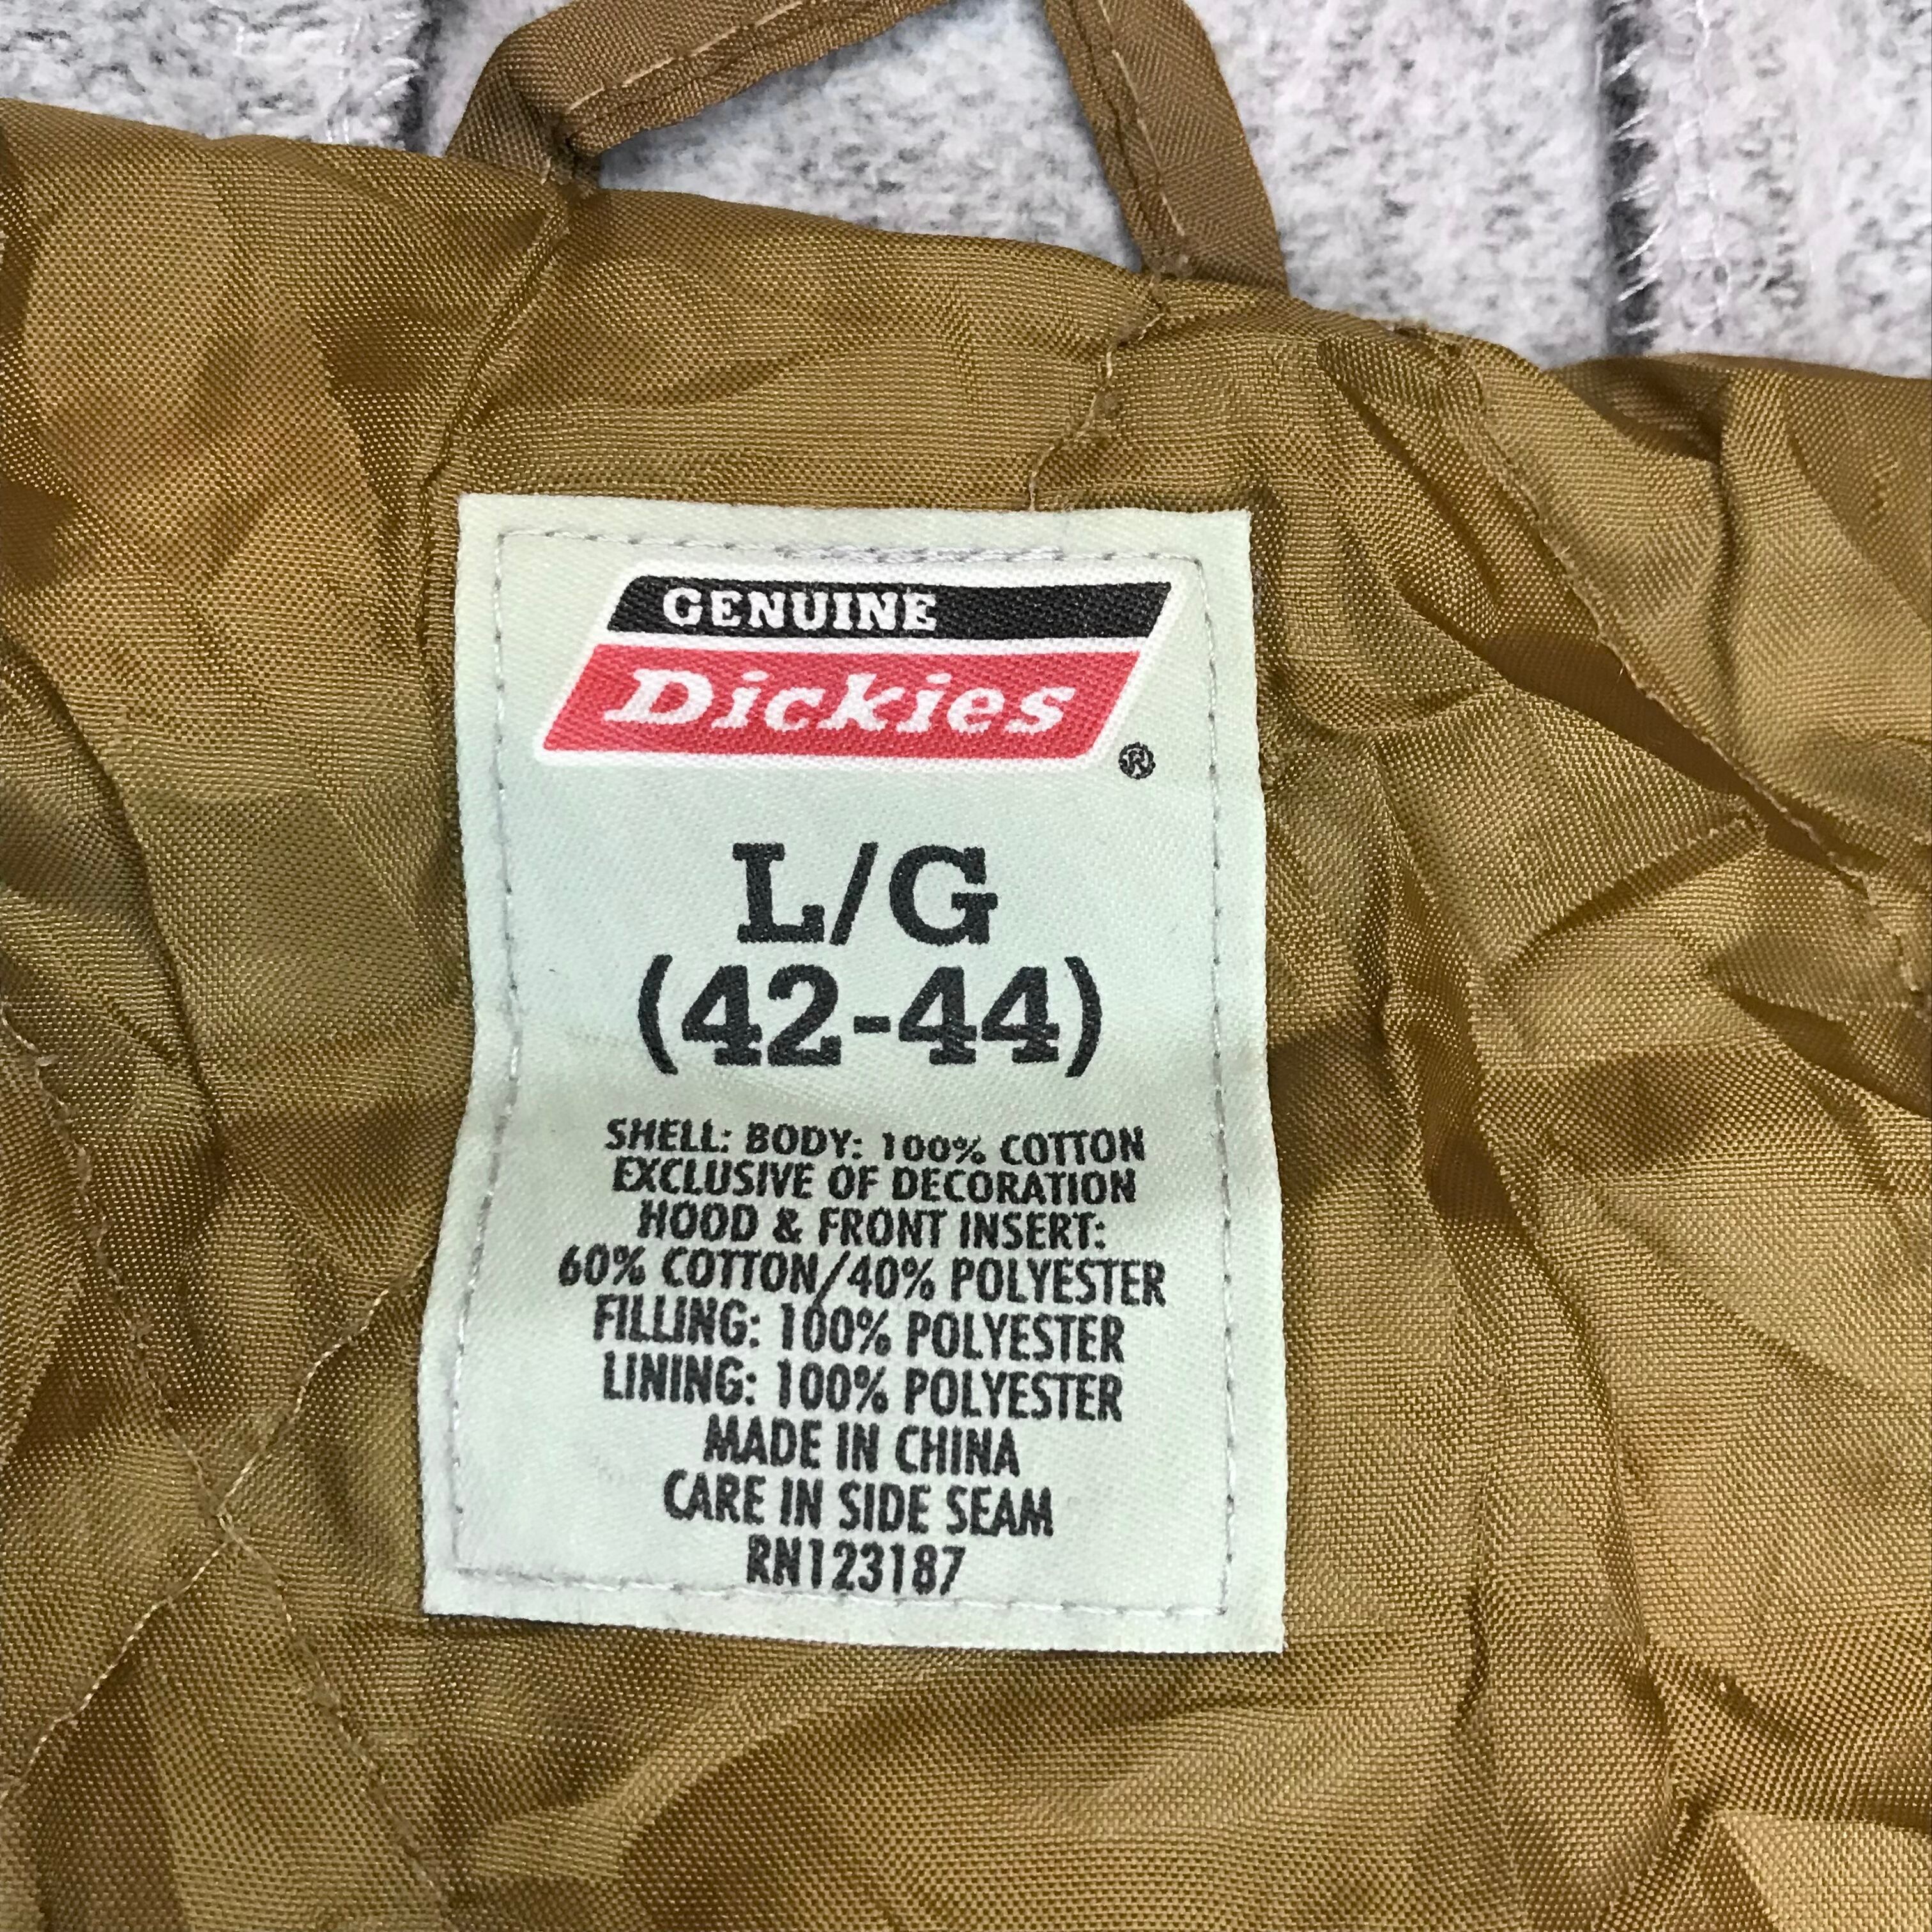 GENUINE
Dickies
®
L/G
(42-44)
SHELL: BODY: 100% COTTON
EXCLUSIVE OF DECORATION
HOOD & FRONT INSERT:
60% COTTON/40% POLYESTER
FILLING: 100% POLYESTER
LINING: 100% POLYESTER
MADE IN CHINA
CARE IN SIDE SEAM
RN123187